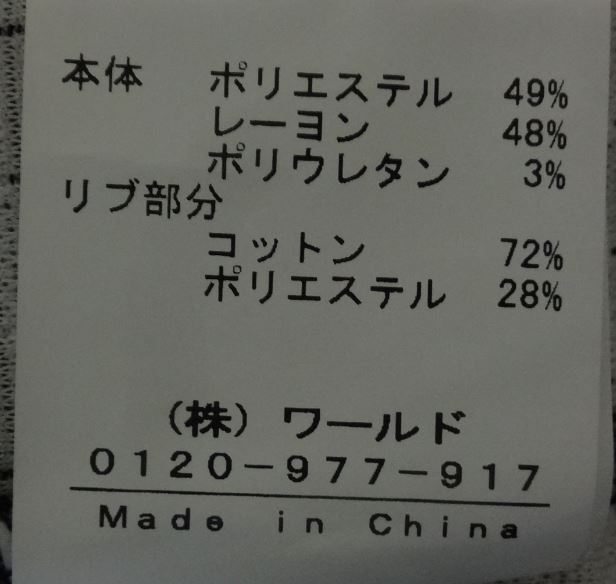 本体 ポリエステル 49%
レーヨン 48%
ポリウレタン 3%
リブ部分
コットン 72%
ポリエステル 28%
(株) ワールド
0120-977-917
Made in China